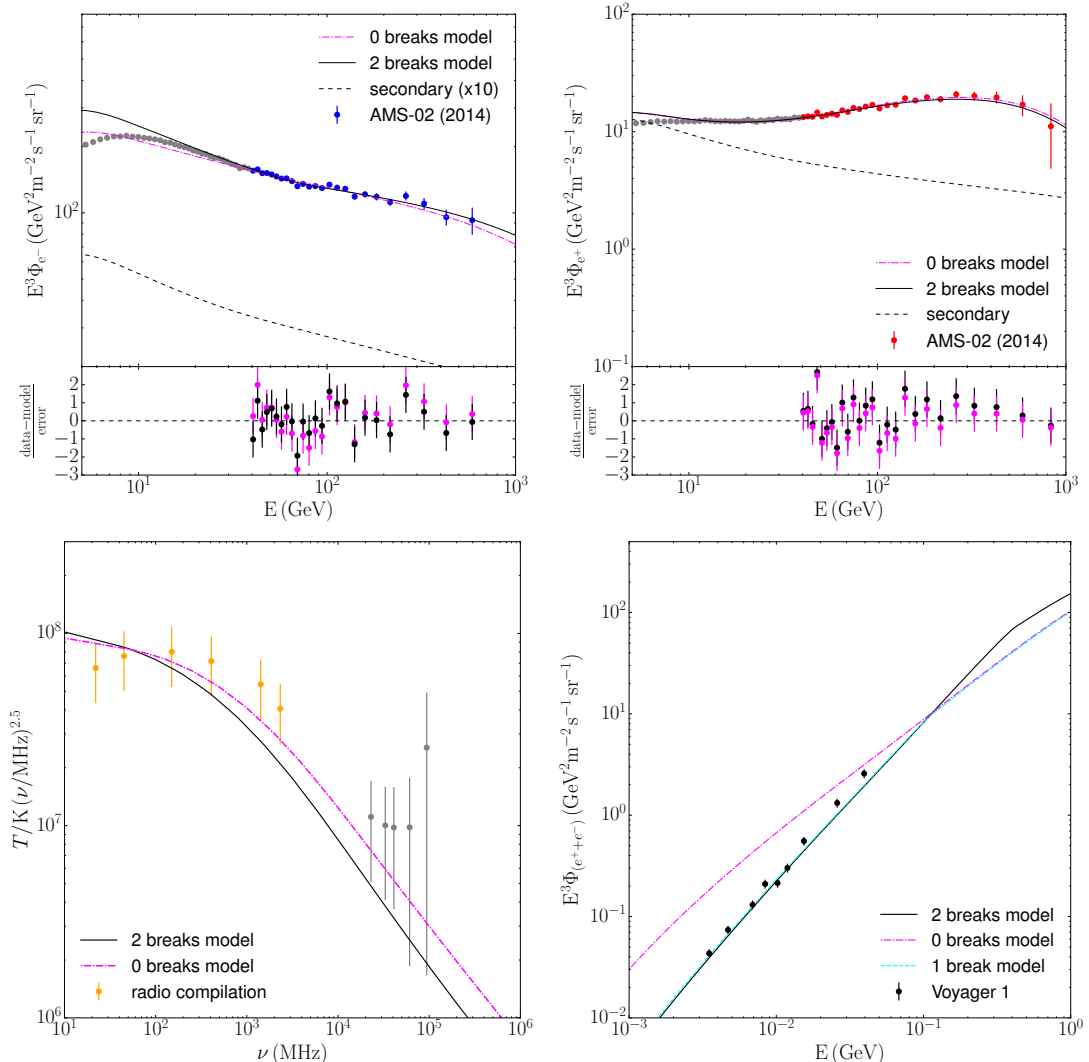 0 breaks model
2 breaks model
secondary (x10)
AMS-02 (2014)
E³Φ_e⁻ (GeV²m⁻²s⁻¹sr⁻¹)
10²
data−model
error
2
1
0
−1
−2
−3
10¹
10²
10³
E (GeV)
10²
10¹
10⁰
10⁻¹
E³Φ_e⁺ (GeV²m⁻²s⁻¹sr⁻¹)
0 breaks model
2 breaks model
secondary
AMS-02 (2014)
data−model
error
2
1
0
−1
−2
−3
10¹
10²
10³
E (GeV)
10⁸
10⁷
10⁶
T/K (ν/MHz)^2.5
2 breaks model
0 breaks model
radio compilation
10¹
10²
10³
10⁴
10⁵
10⁶
ν (MHz)
10²
10¹
10⁰
10⁻¹
10⁻²
E³Φ_(e⁺+e⁻) (GeV²m⁻²s⁻¹sr⁻¹)
2 breaks model
0 breaks model
1 break model
Voyager 1
10⁻³
10⁻²
10⁻¹
10⁰
E (GeV)